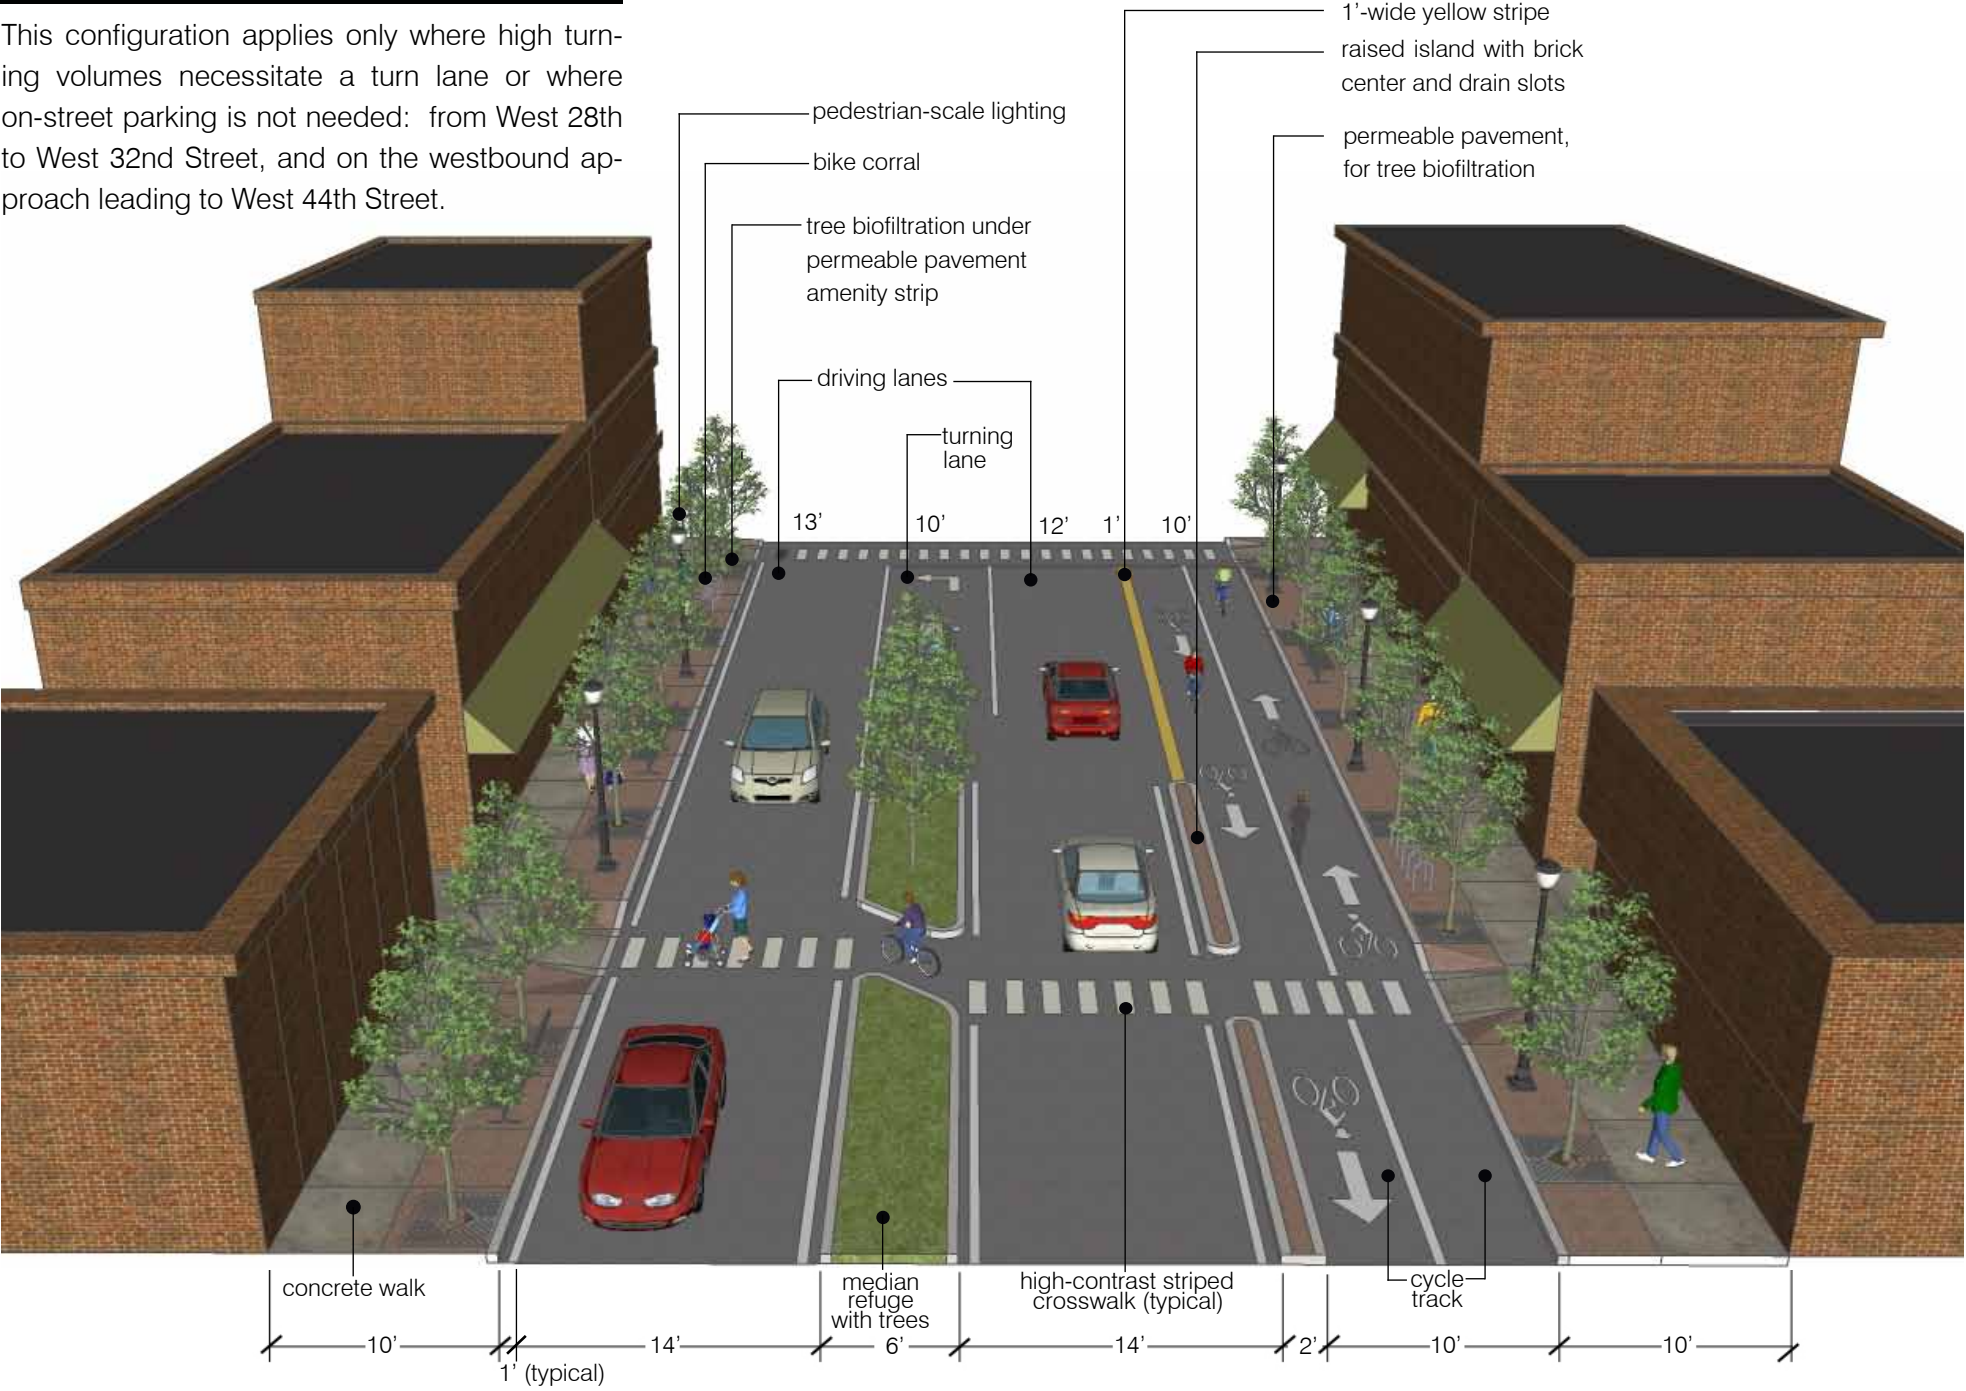 This configuration applies only where high turn-
ing volumes necessitate a turn lane or where
on-street parking is not needed:  from West 28th
to West 32nd Street, and on the westbound ap-
proach leading to West 44th Street.
1’-wide yellow stripe
raised island with brick
center and drain slots
pedestrian-scale lighting
permeable pavement,
for tree biofiltration
bike corral
tree biofiltration under
permeable pavement
amenity strip
driving lanes
turning
lane
13’ 10’ 12’ 1’ 10’
concrete walk
median
refuge
with trees
high-contrast striped
crosswalk (typical)
cycle
track
10’ 14’ 6’ 14’ 2’ 10’ 10’
1’ (typical)